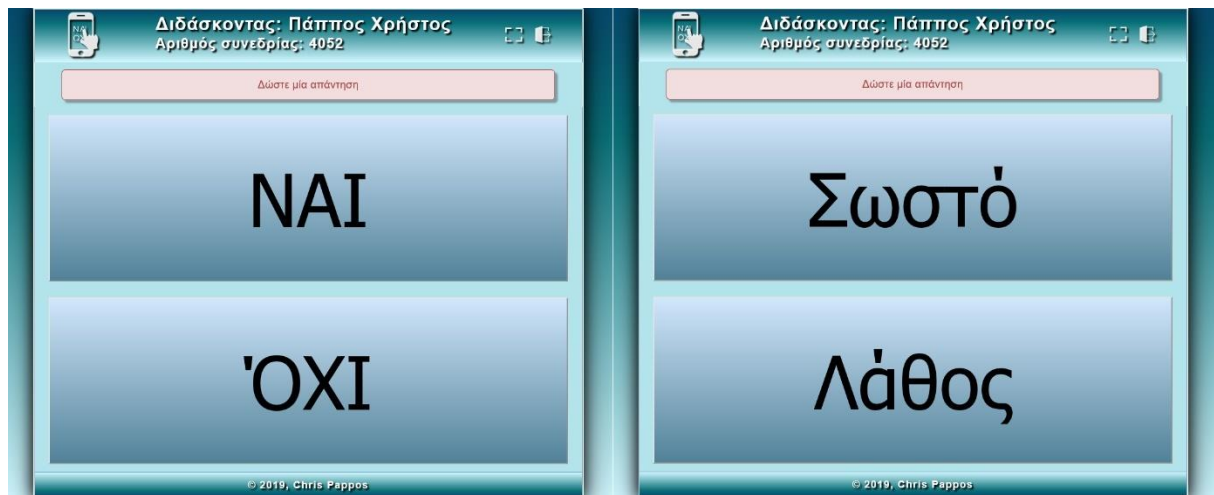 Διδάσκοντας: Πάππος Χρήστος
Αριθμός συνεδρίας: 4052
Δώστε μία απάντηση
ΝΑΙ
ΌΧΙ
© 2019, Chris Pappos
Διδάσκοντας: Πάππος Χρήστος
Αριθμός συνεδρίας: 4052
Δώστε μία απάντηση
Σωστό
Λάθος
© 2019, Chris Pappos